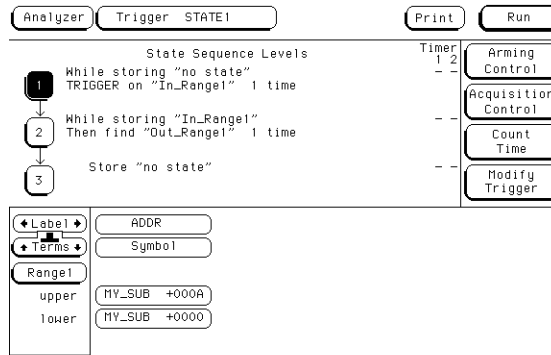 Analyzer Trigger STATE1 Print Run
State Sequence Levels Timer
1 2
Arming
Control
While storing "no state" - -
1 TRIGGER on "In_Range1" 1 time
Acquisition
Control
While storing "In_Range1" - -
2 Then find "Out_Range1" 1 time
Count
Time
3 Store "no state" - -
Modify
Trigger
Label ADDR
Terms Symbol
Range1
upper MY_SUB +000A
lower MY_SUB +0000